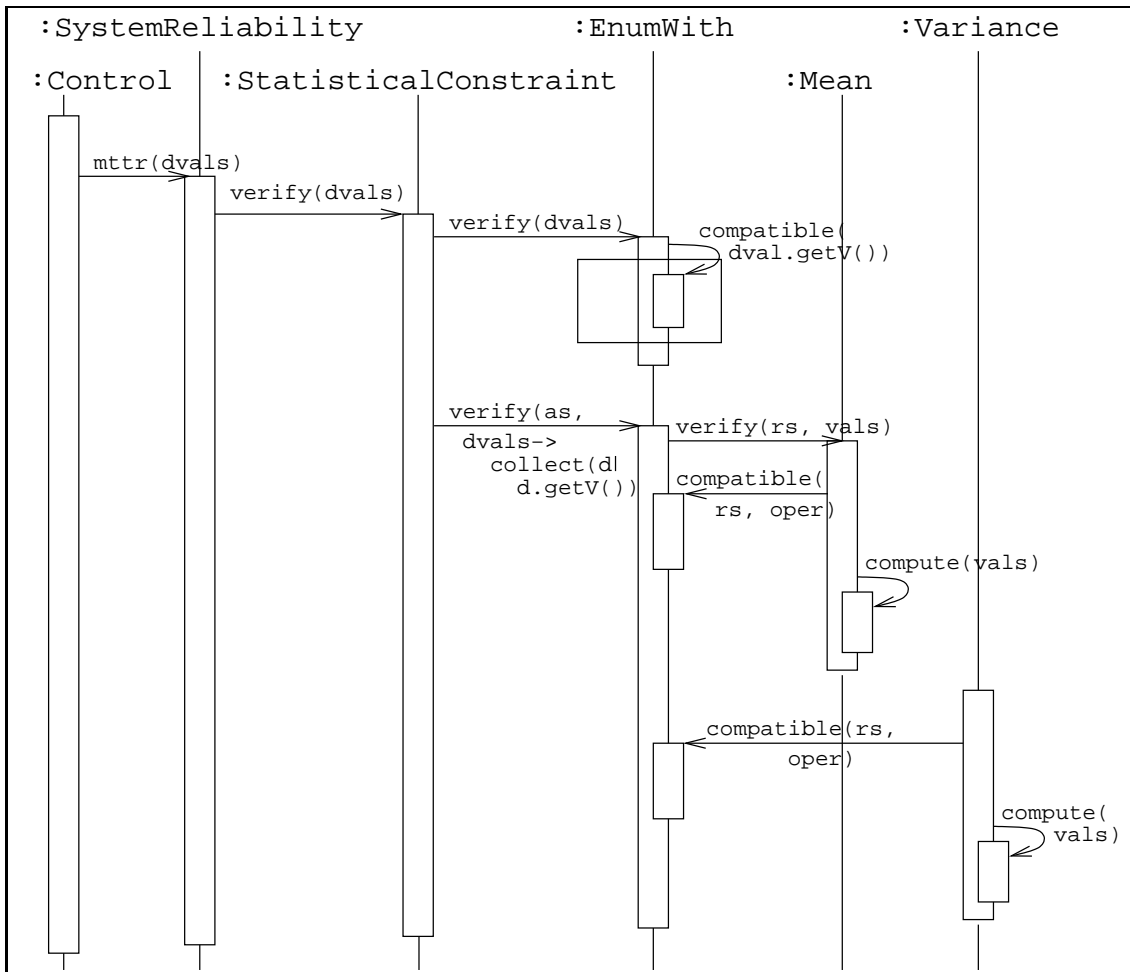 :SystemReliability :EnumWith :Variance
:Control :StatisticalConstraint :Mean
mttr(dvals)
verify(dvals)
verify(dvals)
compatible(
dval.getV())
verify(as,
dvals->
collect(d|
d.getV())
verify(rs, vals)
compatible(
rs, oper)
compute(vals)
compatible(rs,
oper)
compute(
vals)